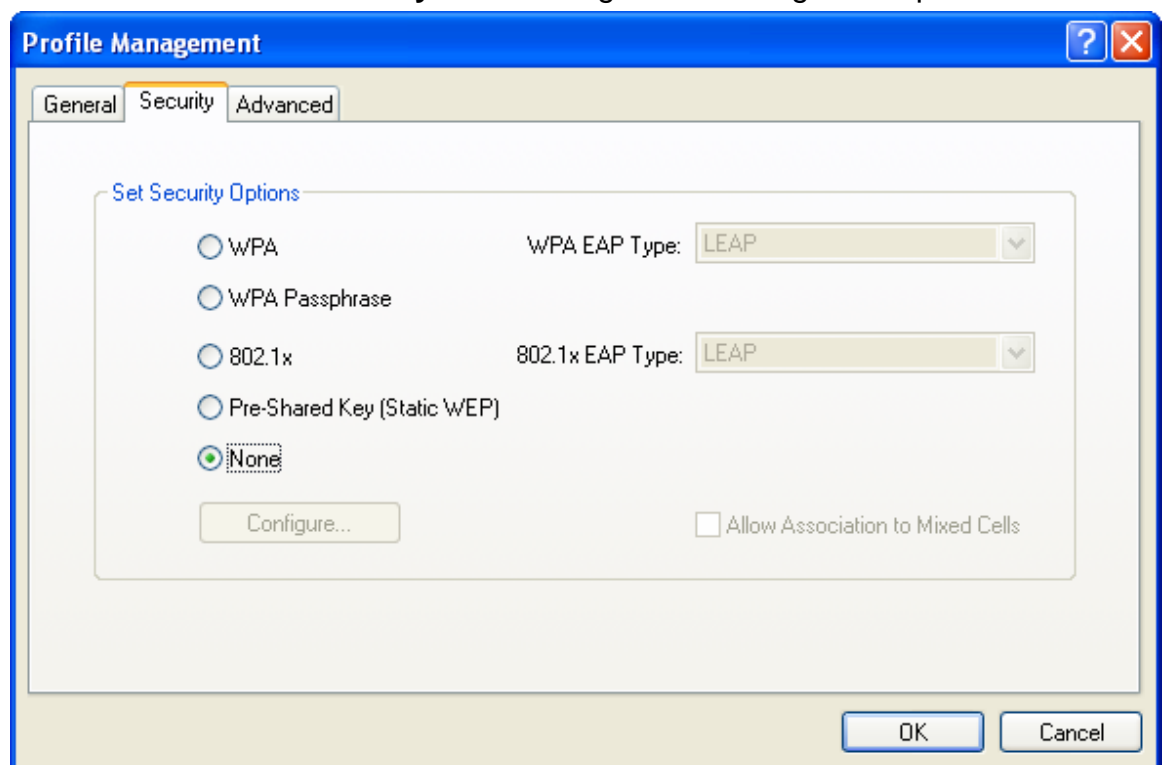 Profile Management
General Security Advanced
Set Security Options
WPA WPA EAP Type: LEAP
WPA Passphrase
802.1x 802.1x EAP Type: LEAP
Pre-Shared Key (Static WEP)
None
Configure... Allow Association to Mixed Cells
OK Cancel